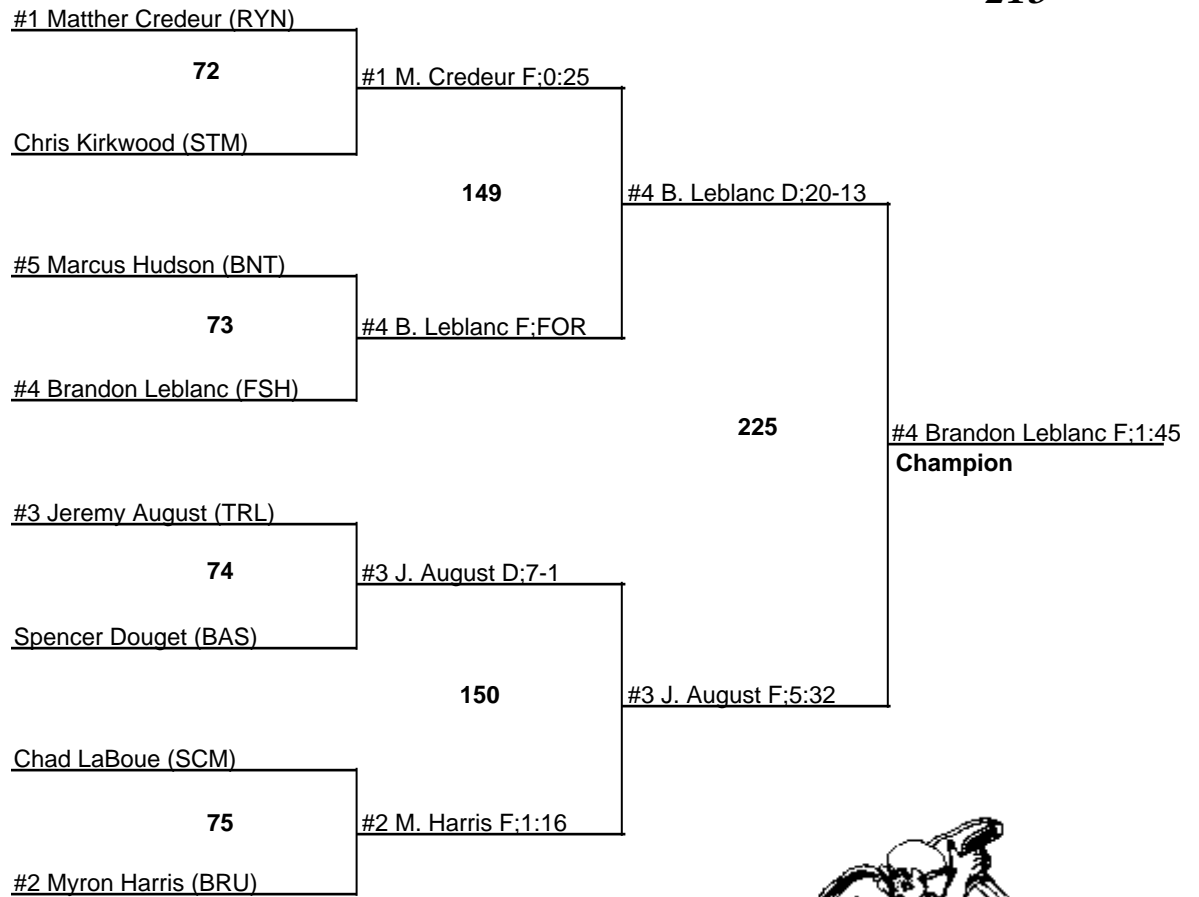 215
#1 Matther Credeur (RYN)
72
#1 M. Credeur F;0:25
Chris Kirkwood (STM)
149
#4 B. Leblanc D;20-13
#5 Marcus Hudson (BNT)
73
#4 B. Leblanc F;FOR
#4 Brandon Leblanc (FSH)
225
#4 Brandon Leblanc F;1:45
Champion
#3 Jeremy August (TRL)
74
#3 J. August D;7-1
Spencer Douget (BAS)
150
#3 J. August F;5:32
Chad LaBoue (SCM)
75
#2 M. Harris F;1:16
#2 Myron Harris (BRU)